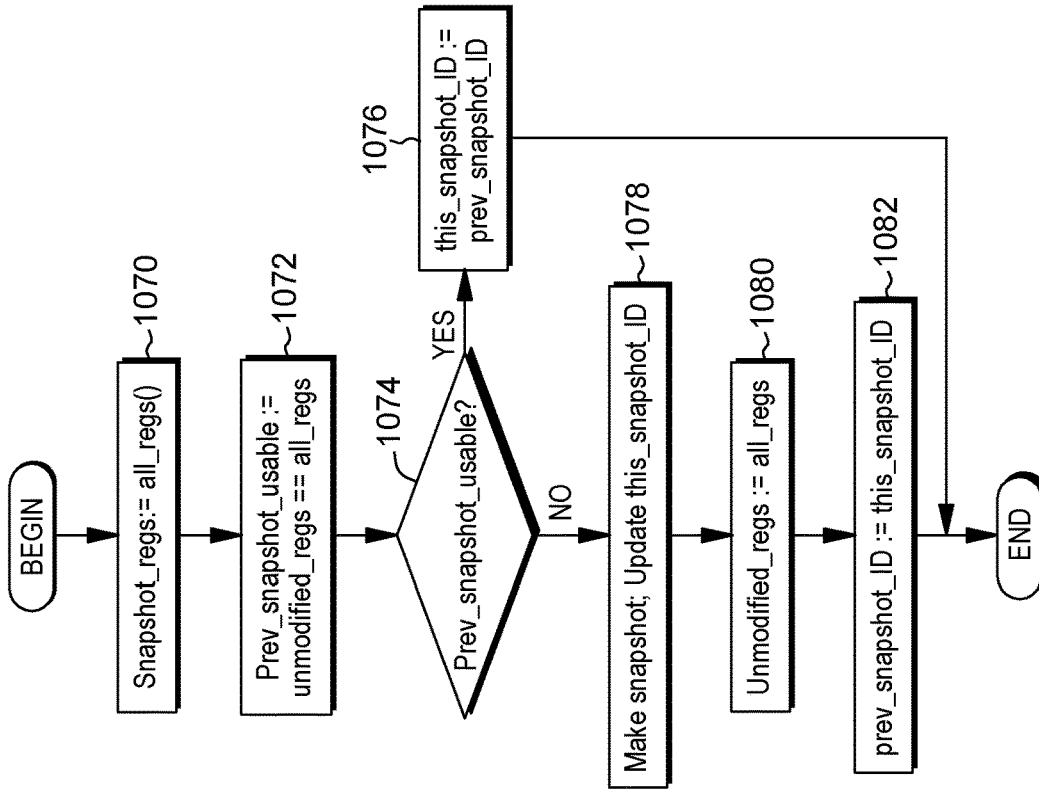 BEGIN
Snapshot_regs:= all_regs()
1070
Prev_snapshot_usable :=
unmodified_regs == all_regs
1072
Prev_snapshot_usable?
1074
YES
this_snapshot_ID :=
prev_snapshot_ID
1076
NO
Make snapshot; Update this_snapshot_ID
1078
Unmodified_regs := all_regs
1080
prev_snapshot_ID := this_snapshot_ID
1082
END